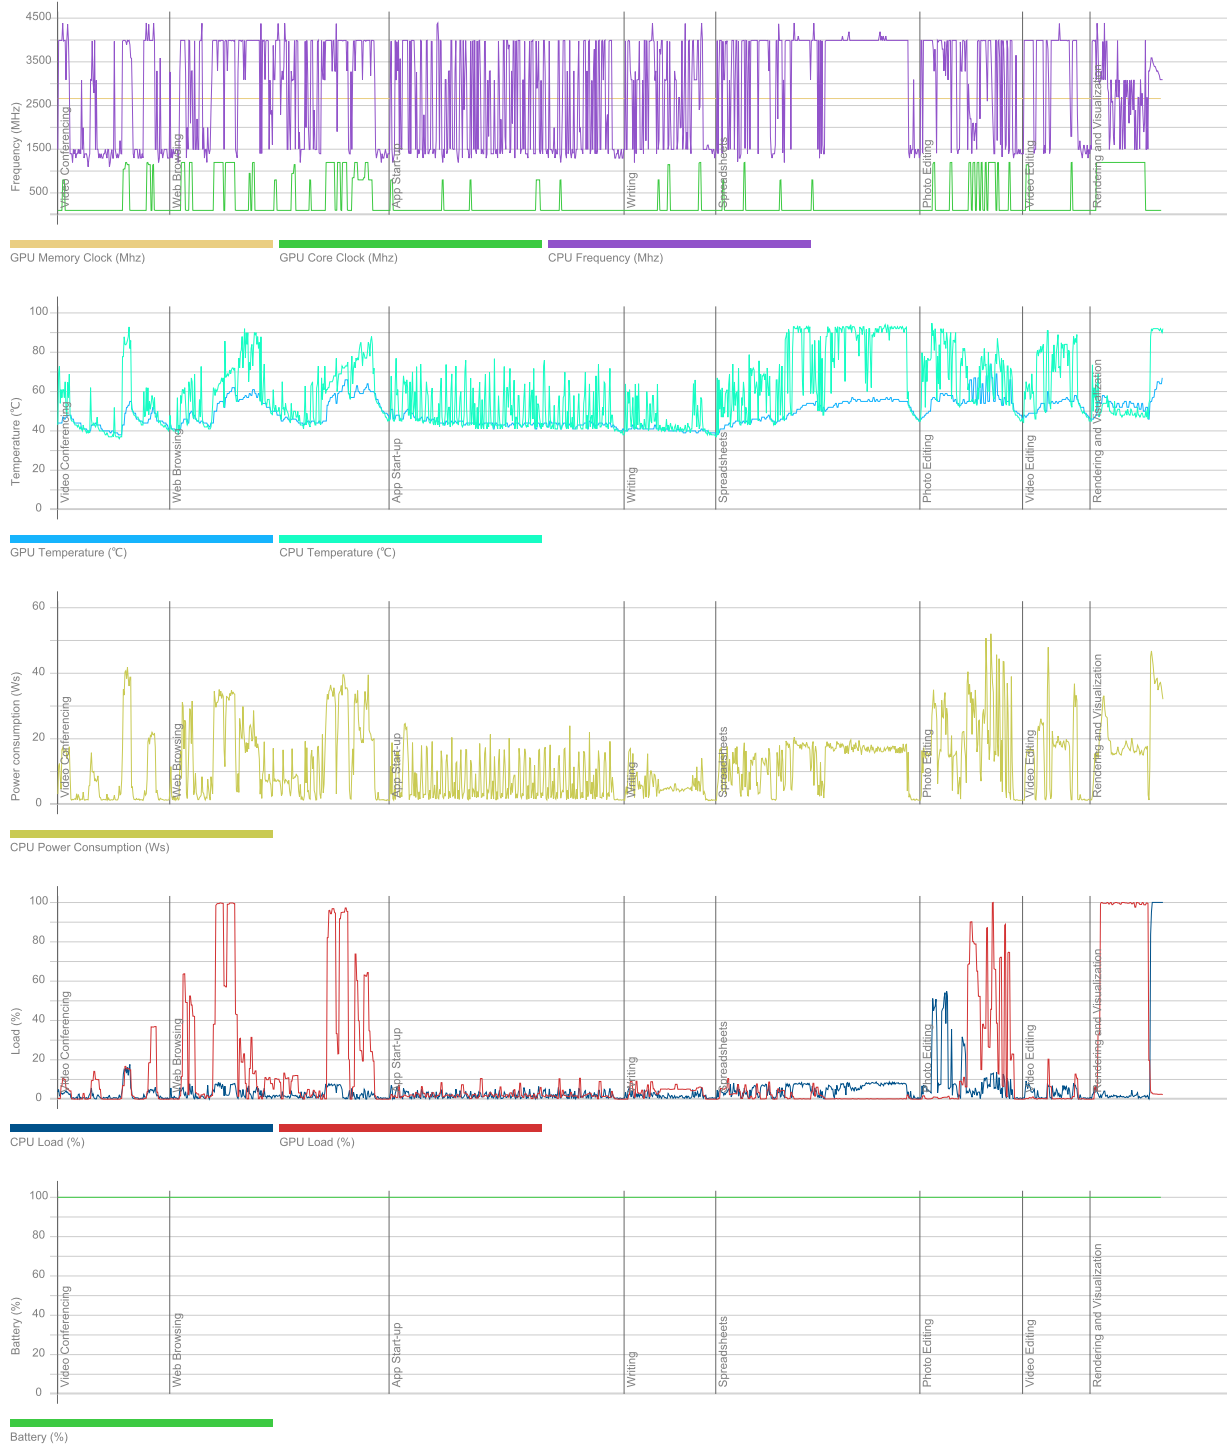 4500
3500
2500
1500
500
Frequency (MHz)
Video Conferencing
Web Browsing
App Start-up
Writing
Spreadsheets
Photo Editing
Video Editing
Rendering and Visualization
GPU Memory Clock (Mhz)
GPU Core Clock (Mhz)
CPU Frequency (Mhz)
100
80
60
40
20
0
Temperature (℃)
Video Conferencing
Web Browsing
App Start-up
Writing
Spreadsheets
Photo Editing
Video Editing
Rendering and Visualization
GPU Temperature (℃)
CPU Temperature (℃)
60
40
20
0
Power consumption (Ws)
Video Conferencing
Web Browsing
App Start-up
Writing
Spreadsheets
Photo Editing
Video Editing
Rendering and Visualization
CPU Power Consumption (Ws)
100
80
60
40
20
0
Load (%)
Video Conferencing
Web Browsing
App Start-up
Writing
Spreadsheets
Photo Editing
Video Editing
Rendering and Visualization
CPU Load (%)
GPU Load (%)
100
80
60
40
20
0
Battery (%)
Video Conferencing
Web Browsing
App Start-up
Writing
Spreadsheets
Photo Editing
Video Editing
Rendering and Visualization
Battery (%)